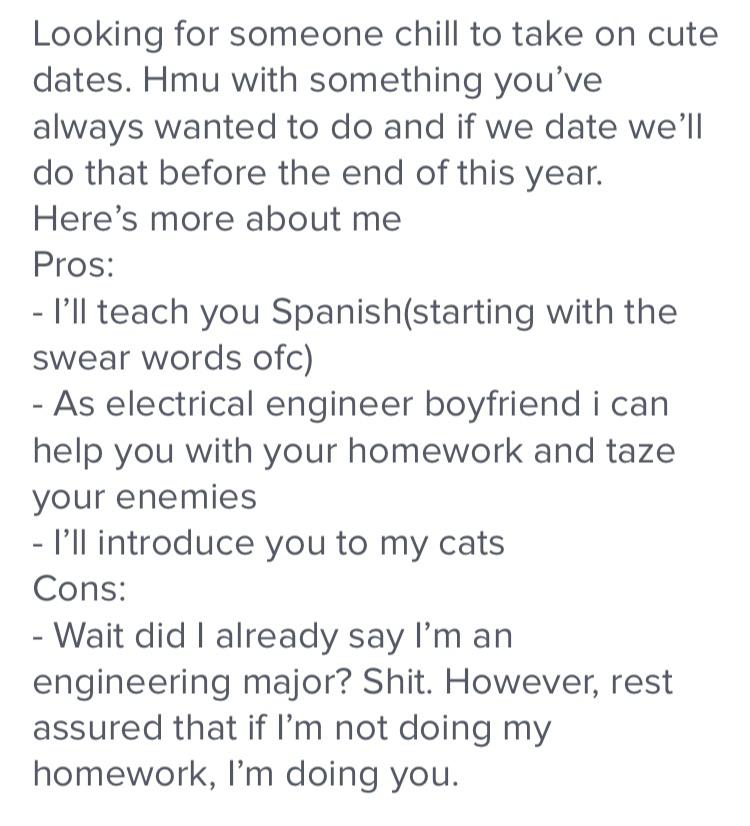 Looking for someone chill to take on cute
dates. Hmu with something you’ve
always wanted to do and if we date we’ll
do that before the end of this year.
Here’s more about me
Pros:
- I’ll teach you Spanish(starting with the
swear words ofc)
- As electrical engineer boyfriend i can
help you with your homework and taze
your enemies
- I’ll introduce you to my cats
Cons:
- Wait did I already say I’m an
engineering major? Shit. However, rest
assured that if I’m not doing my
homework, I’m doing you.